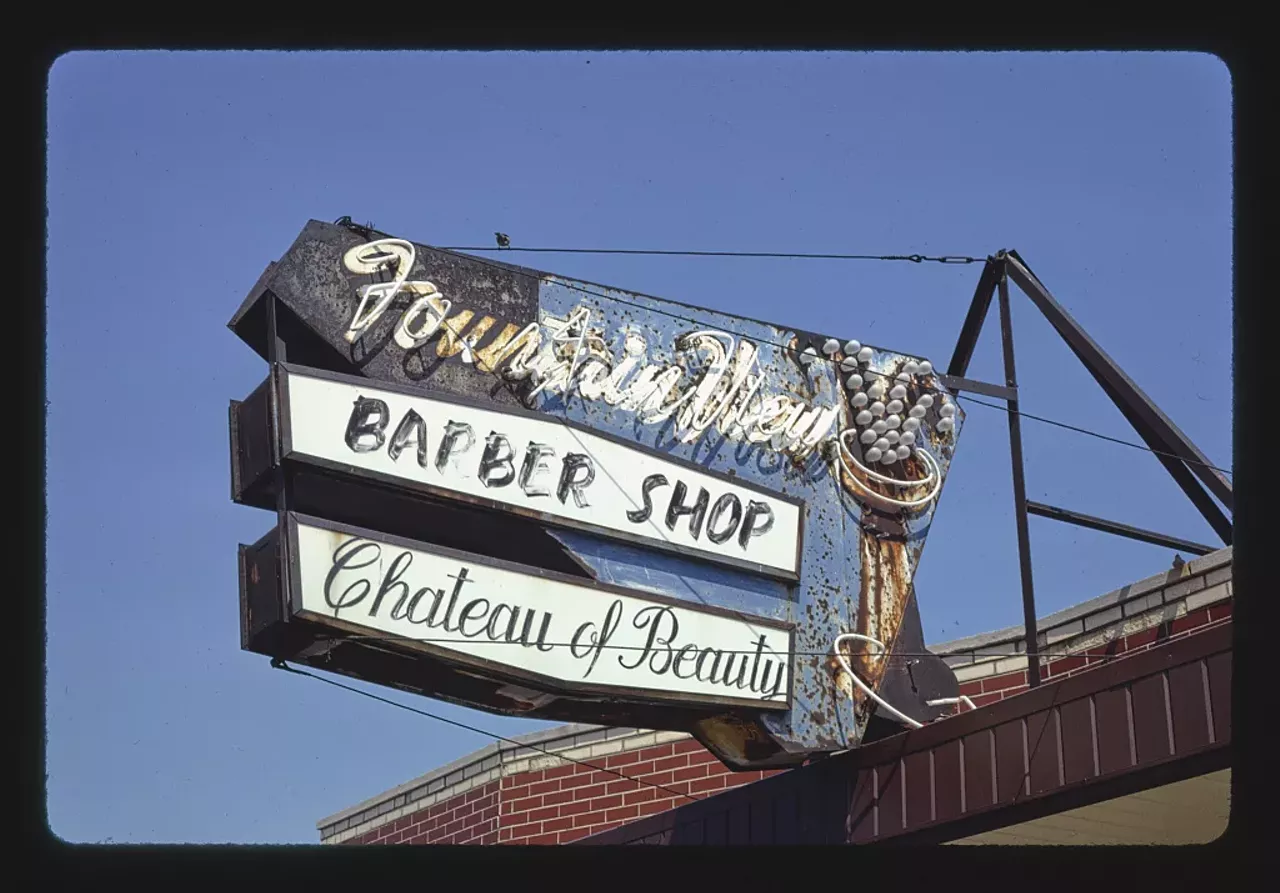 Fountain View
BARBER SHOP
Chateau of Beauty